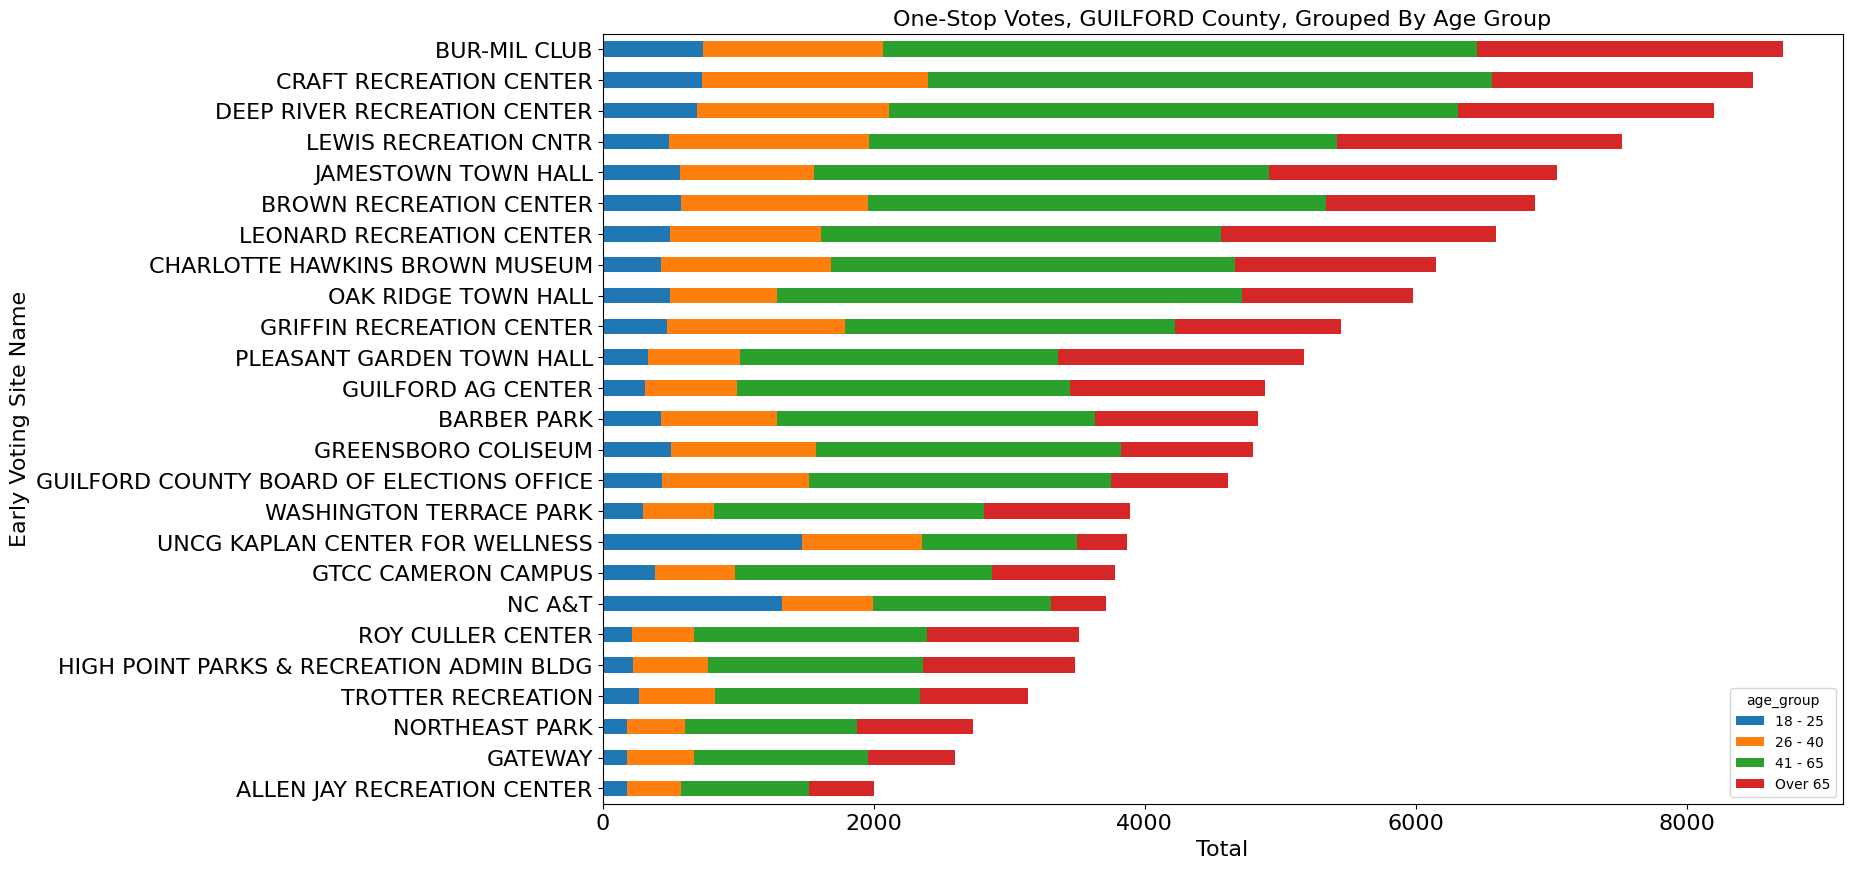 One-Stop Votes, GUILFORD County, Grouped By Age Group
Early Voting Site Name
BUR-MIL CLUB
CRAFT RECREATION CENTER
DEEP RIVER RECREATION CENTER
LEWIS RECREATION CNTR
JAMESTOWN TOWN HALL
BROWN RECREATION CENTER
LEONARD RECREATION CENTER
CHARLOTTE HAWKINS BROWN MUSEUM
OAK RIDGE TOWN HALL
GRIFFIN RECREATION CENTER
PLEASANT GARDEN TOWN HALL
GUILFORD AG CENTER
BARBER PARK
GREENSBORO COLISEUM
GUILFORD COUNTY BOARD OF ELECTIONS OFFICE
WASHINGTON TERRACE PARK
UNCG KAPLAN CENTER FOR WELLNESS
GTCC CAMERON CAMPUS
NC A&T
ROY CULLER CENTER
HIGH POINT PARKS & RECREATION ADMIN BLDG
TROTTER RECREATION
NORTHEAST PARK
GATEWAY
ALLEN JAY RECREATION CENTER
age_group
18 - 25
26 - 40
41 - 65
Over 65
0 2000 4000 6000 8000
Total